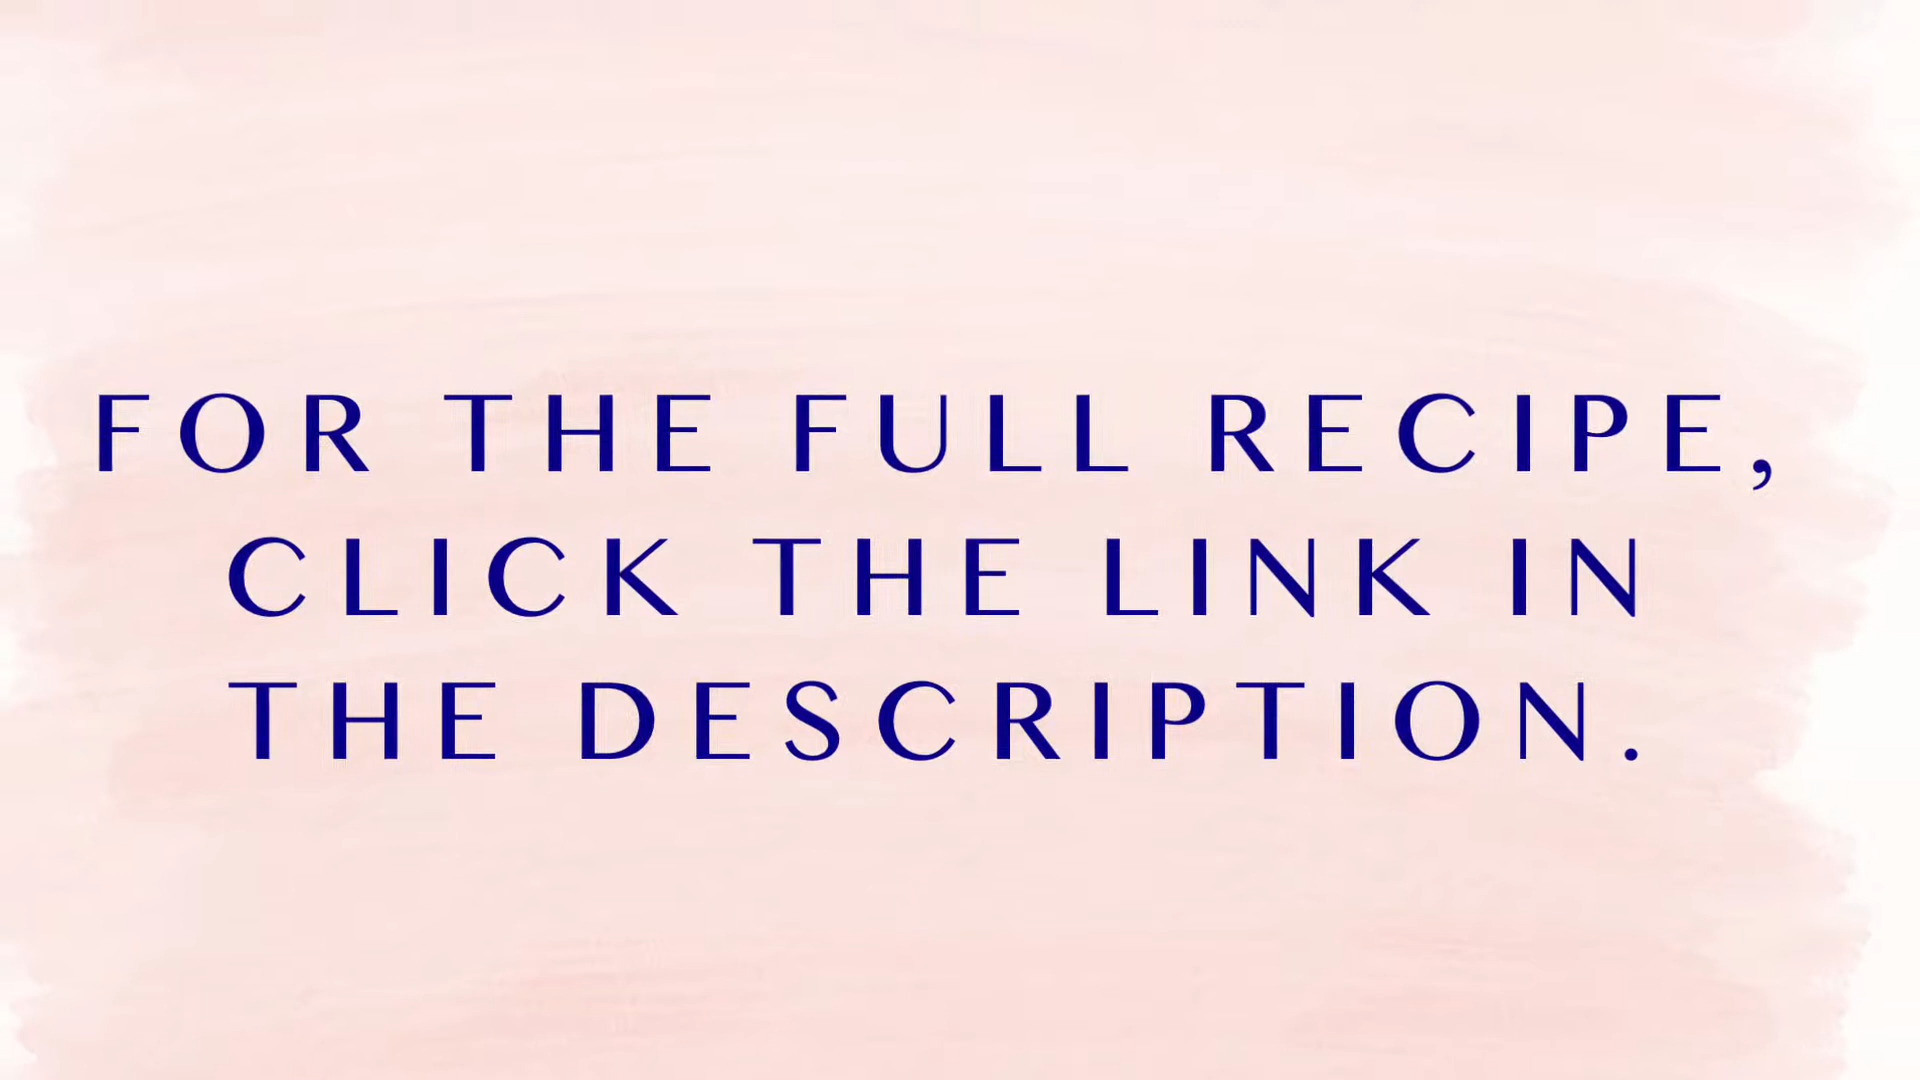 FOR THE FULL RECIPE,
CLICK THE LINK IN
THE DESCRIPTION.